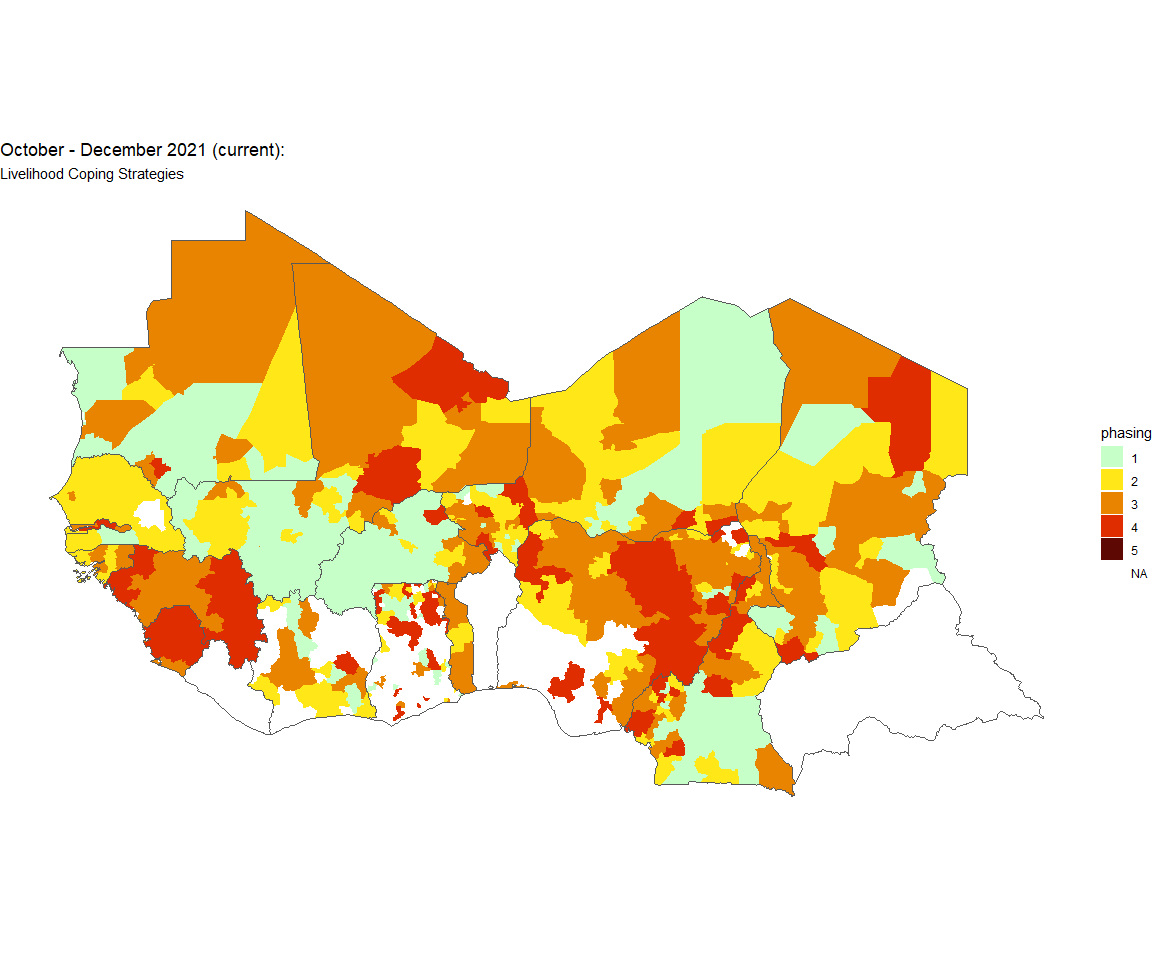 October - December 2021 (current):
Livelihood Coping Strategies
phasing
1
2
3
4
5
NA